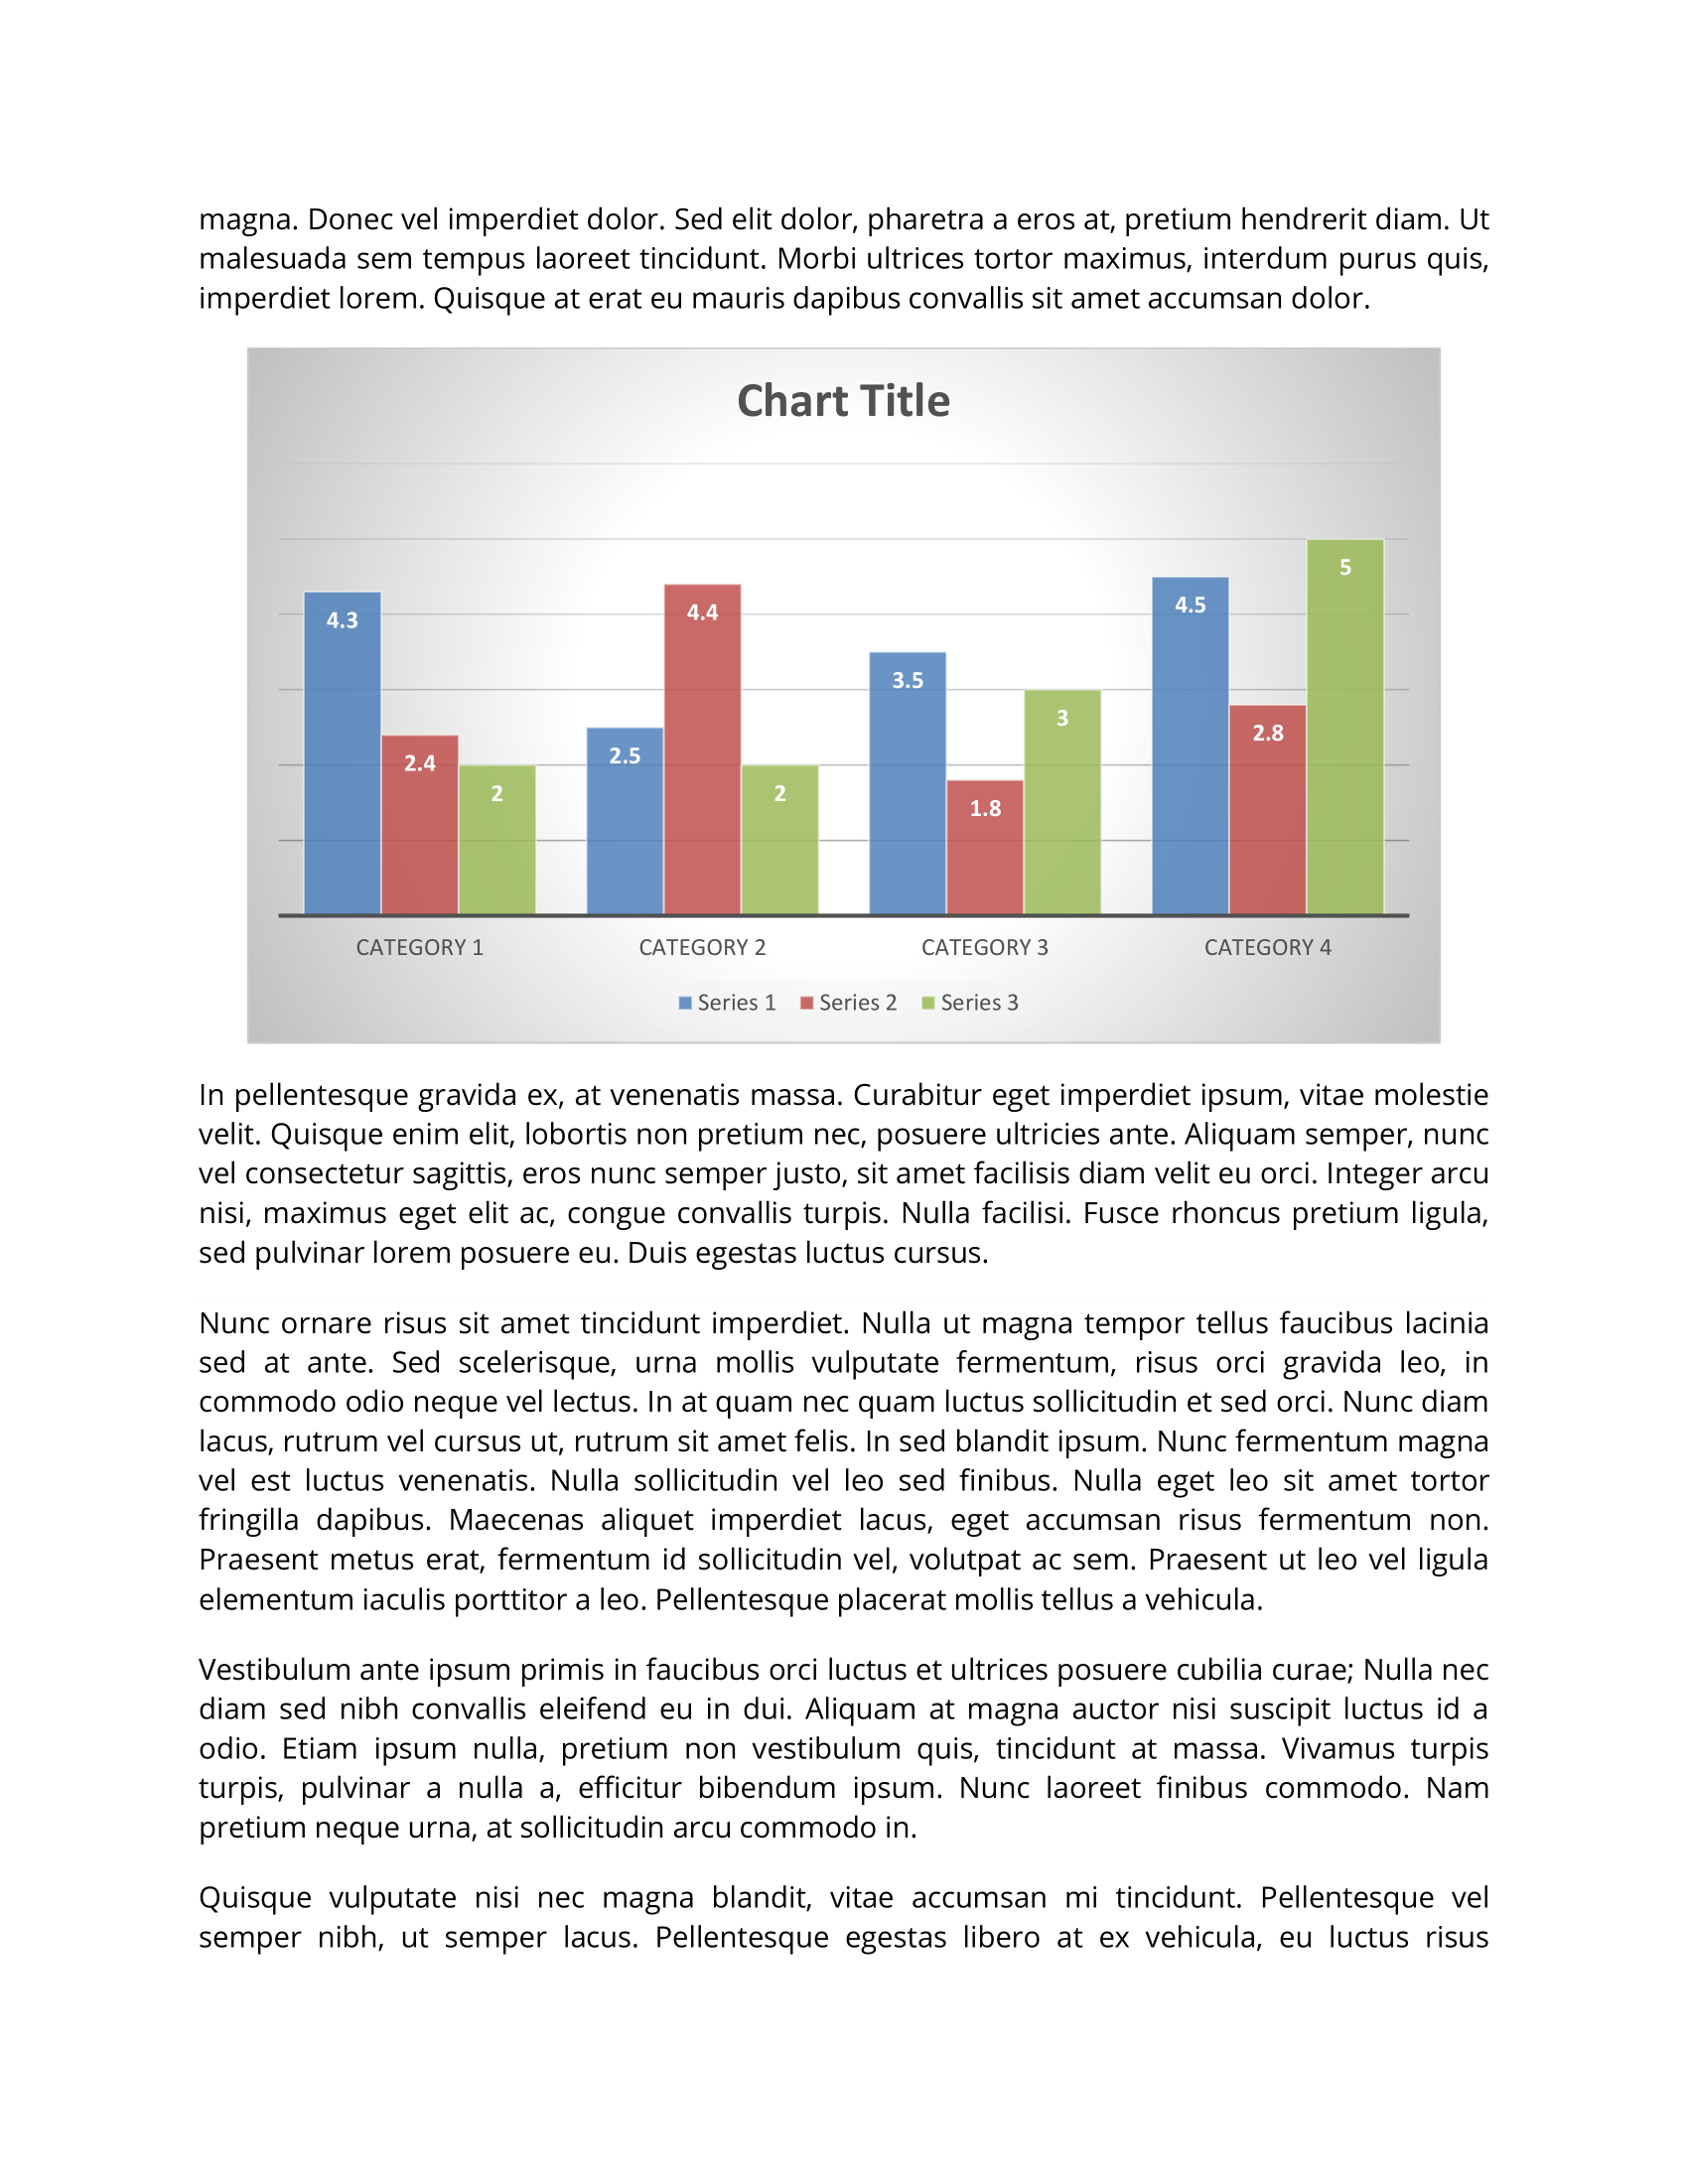 magna. Donec vel imperdiet dolor. Sed elit dolor, pharetra a eros at, pretium hendrerit diam. Ut
malesuada sem tempus laoreet tincidunt. Morbi ultrices tortor maximus, interdum purus quis,
imperdiet lorem. Quisque at erat eu mauris dapibus convallis sit amet accumsan dolor.
Chart Title
4.3 2.4 2 2.5 4.4 2 3.5 1.8 3 4.5 2.8 5
CATEGORY 1 CATEGORY 2 CATEGORY 3 CATEGORY 4
Series 1 Series 2 Series 3
In pellentesque gravida ex, at venenatis massa. Curabitur eget imperdiet ipsum, vitae molestie
velit. Quisque enim elit, lobortis non pretium nec, posuere ultricies ante. Aliquam semper, nunc
vel consectetur sagittis, eros nunc semper justo, sit amet facilisis diam velit eu orci. Integer arcu
nisi, maximus eget elit ac, congue convallis turpis. Nulla facilisi. Fusce rhoncus pretium ligula,
sed pulvinar lorem posuere eu. Duis egestas luctus cursus.
Nunc ornare risus sit amet tincidunt imperdiet. Nulla ut magna tempor tellus faucibus lacinia
sed at ante. Sed scelerisque, urna mollis vulputate fermentum, risus orci gravida leo, in
commodo odio neque vel lectus. In at quam nec quam luctus sollicitudin et sed orci. Nunc diam
lacus, rutrum vel cursus ut, rutrum sit amet felis. In sed blandit ipsum. Nunc fermentum magna
vel est luctus venenatis. Nulla sollicitudin vel leo sed finibus. Nulla eget leo sit amet tortor
fringilla dapibus. Maecenas aliquet imperdiet lacus, eget accumsan risus fermentum non.
Praesent metus erat, fermentum id sollicitudin vel, volutpat ac sem. Praesent ut leo vel ligula
elementum iaculis porttitor a leo. Pellentesque placerat mollis tellus a vehicula.
Vestibulum ante ipsum primis in faucibus orci luctus et ultrices posuere cubilia curae; Nulla nec
diam sed nibh convallis eleifend eu in dui. Aliquam at magna auctor nisi suscipit luctus id a
odio. Etiam ipsum nulla, pretium non vestibulum quis, tincidunt at massa. Vivamus turpis
turpis, pulvinar a nulla a, efficitur bibendum ipsum. Nunc laoreet finibus commodo. Nam
pretium neque urna, at sollicitudin arcu commodo in.
Quisque vulputate nisi nec magna blandit, vitae accumsan mi tincidunt. Pellentesque vel
semper nibh, ut semper lacus. Pellentesque egestas libero at ex vehicula, eu luctus risus